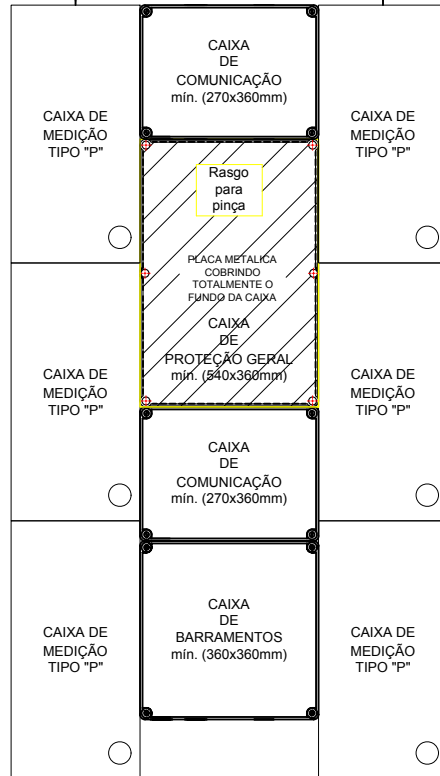 CAIXA
DE
COMUNICAÇÃO
mín. (270x360mm)
CAIXA DE
MEDIÇÃO
TIPO "P"
CAIXA DE
MEDIÇÃO
TIPO "P"
Rasgo
para
pinça
PLACA METALICA
COBRINDO
TOTALMENTE O
FUNDO DA CAIXA
CAIXA
DE
PROTEÇÃO GERAL
mín. (540x360mm)
CAIXA DE
MEDIÇÃO
TIPO "P"
CAIXA DE
MEDIÇÃO
TIPO "P"
CAIXA
DE
COMUNICAÇÃO
mín. (270x360mm)
CAIXA
DE
BARRAMENTOS
mín. (360x360mm)
CAIXA DE
MEDIÇÃO
TIPO "P"
CAIXA DE
MEDIÇÃO
TIPO "P"